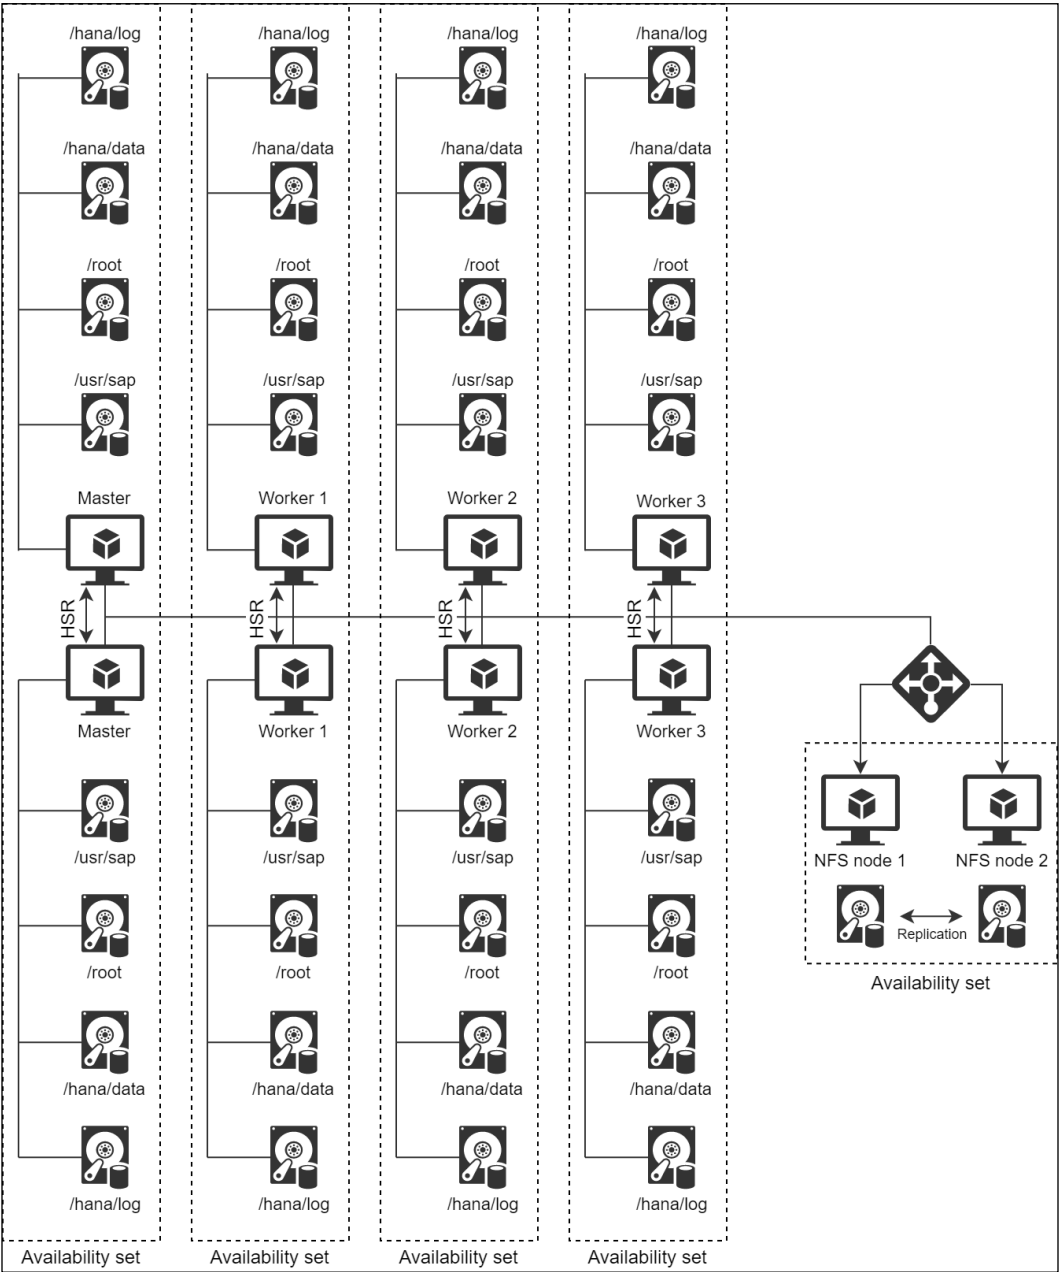 /hana/log
/hana/log
/hana/log
/hana/log
/hana/data
/hana/data
/hana/data
/hana/data
/root
/root
/root
/root
/usr/sap
/usr/sap
/usr/sap
/usr/sap
Master
Worker 1
Worker 2
Worker 3
HSR
HSR
HSR
HSR
Master
Worker 1
Worker 2
Worker 3
/usr/sap
/usr/sap
/usr/sap
/usr/sap
NFS node 1
NFS node 2
Replication
/root
/root
/root
/root
Availability set
/hana/data
/hana/data
/hana/data
/hana/data
/hana/log
/hana/log
/hana/log
/hana/log
Availability set
Availability set
Availability set
Availability set